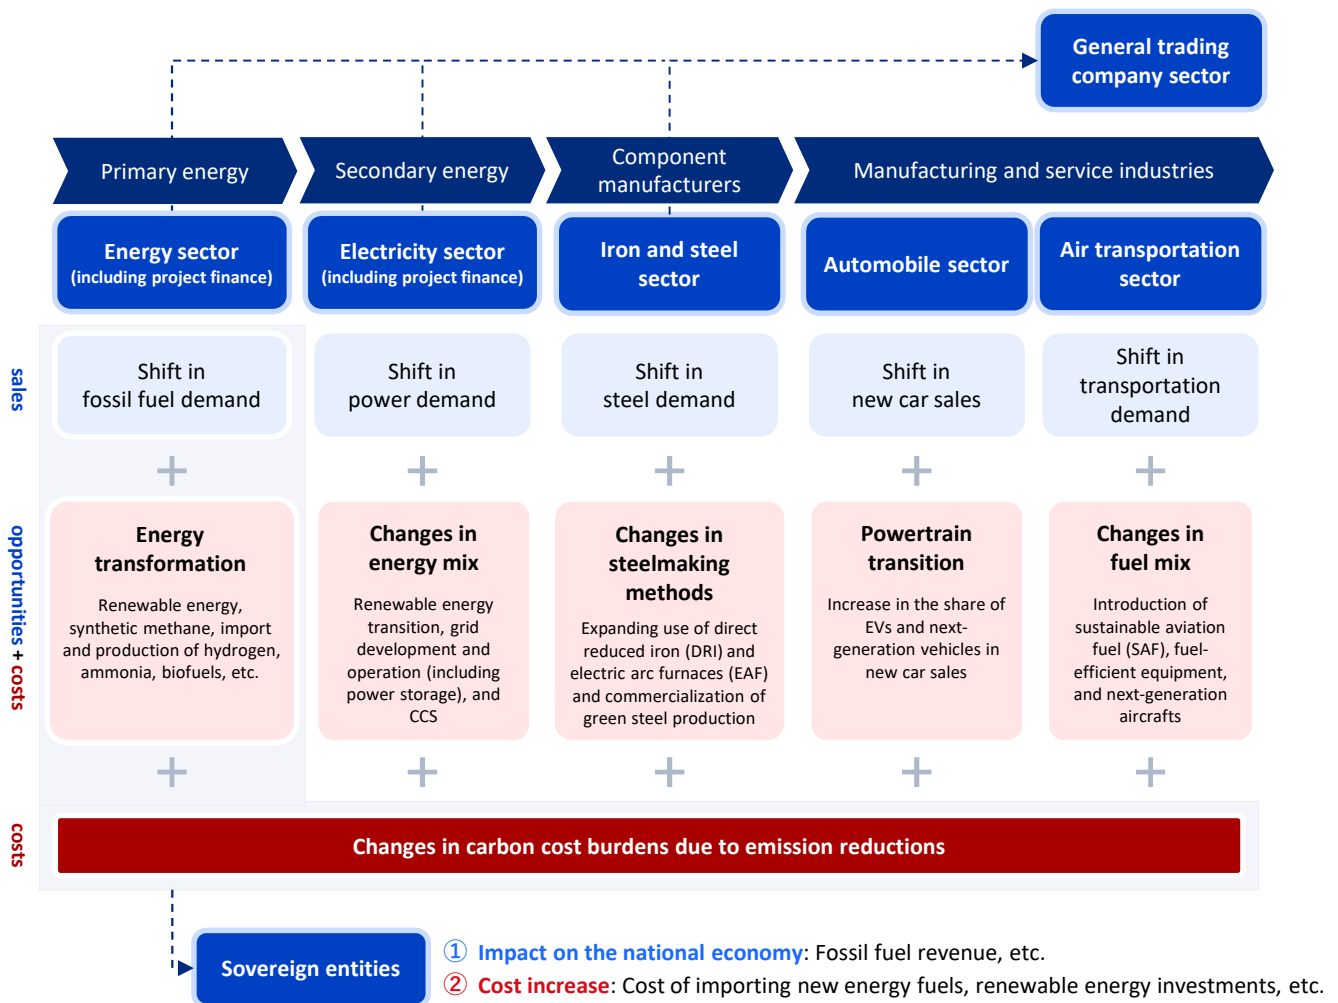 General trading
company sector
Primary energy
Secondary energy
Component
manufacturers
Manufacturing and service industries
Energy sector
(including project finance)
Electricity sector
(including project finance)
Iron and steel
sector
Automobile sector
Air transportation
sector
sales
Shift in
fossil fuel demand
Shift in
power demand
Shift in
steel demand
Shift in
new car sales
Shift in
transportation
demand
+
+
+
+
+
opportunities + costs
Energy
transformation
Renewable energy,
synthetic methane, import
and production of hydrogen,
ammonia, biofuels, etc.
Changes in
energy mix
Renewable energy
transition, grid
development and
operation (including
power storage), and
CCS
Changes in
steelmaking
methods
Expanding use of direct
reduced iron (DRI) and
electric arc furnaces (EAF)
and commercialization of
green steel production
Powertrain
transition
Increase in the share of
EVs and next-
generation vehicles in
new car sales
Changes in
fuel mix
Introduction of
sustainable aviation
fuel (SAF), fuel-
efficient equipment,
and next-generation
aircrafts
+
+
+
+
+
costs
Changes in carbon cost burdens due to emission reductions
Sovereign entities
① Impact on the national economy: Fossil fuel revenue, etc.
② Cost increase: Cost of importing new energy fuels, renewable energy investments, etc.